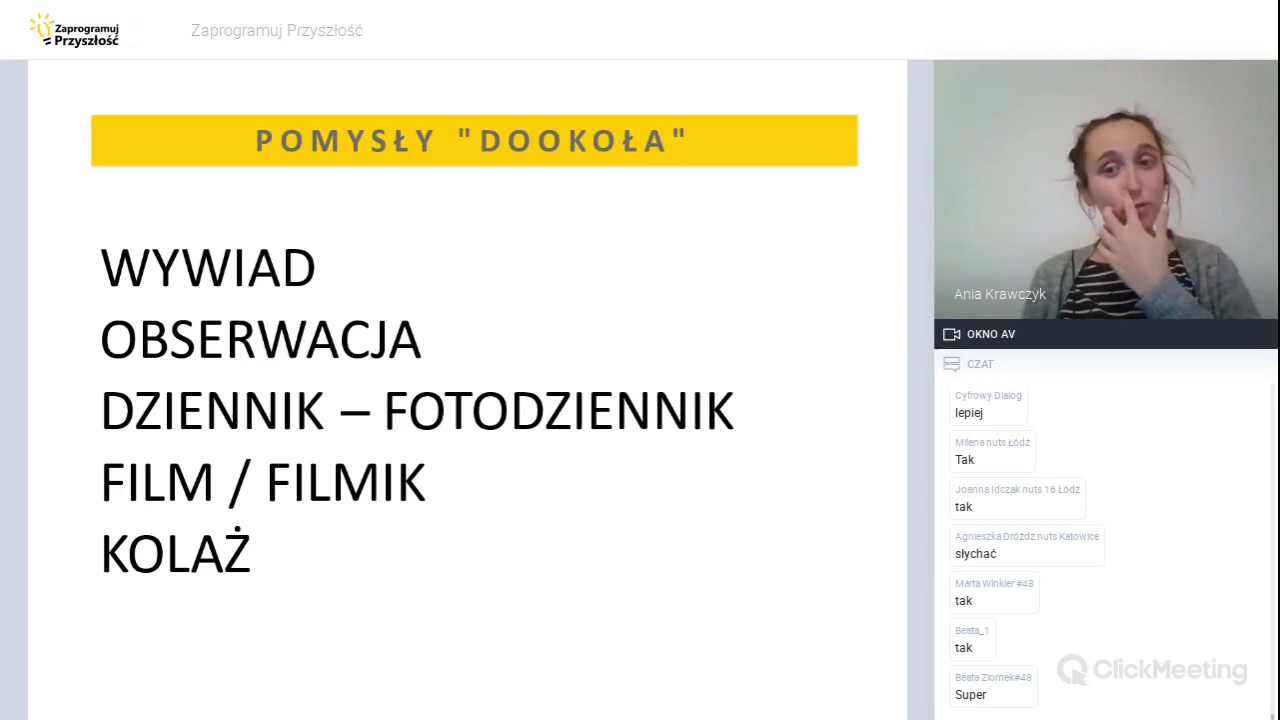 Zaprogramuj
Przyszłość
Zaprogramuj Przyszłość
POMYSŁY "DOOKOŁA"
WYWIAD
OBSERWACJA
DZIENNIK – FOTODZIENNIK
FILM / FILMIK
KOLAŻ
Ania Krawczyk
OKNO AV
CZAT
Cyfrowy Dialog
lepiej
Milena nuts Łódź
Tak
Joanna Idczak nuts 16 Łódź
tak
Agnieszka Dróżdż nuts Katowice
słychać
Marta Winkler #48
tak
Beata_1
tak
Beata Ziomek#48
Super
ClickMeeting